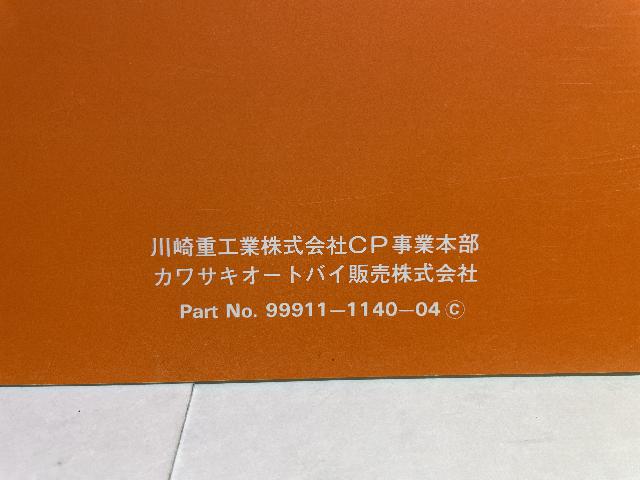 川崎重工業株式会社CP事業本部
カワサキオートバイ販売株式会社
Part No. 99911−1140−04 Ⓒ